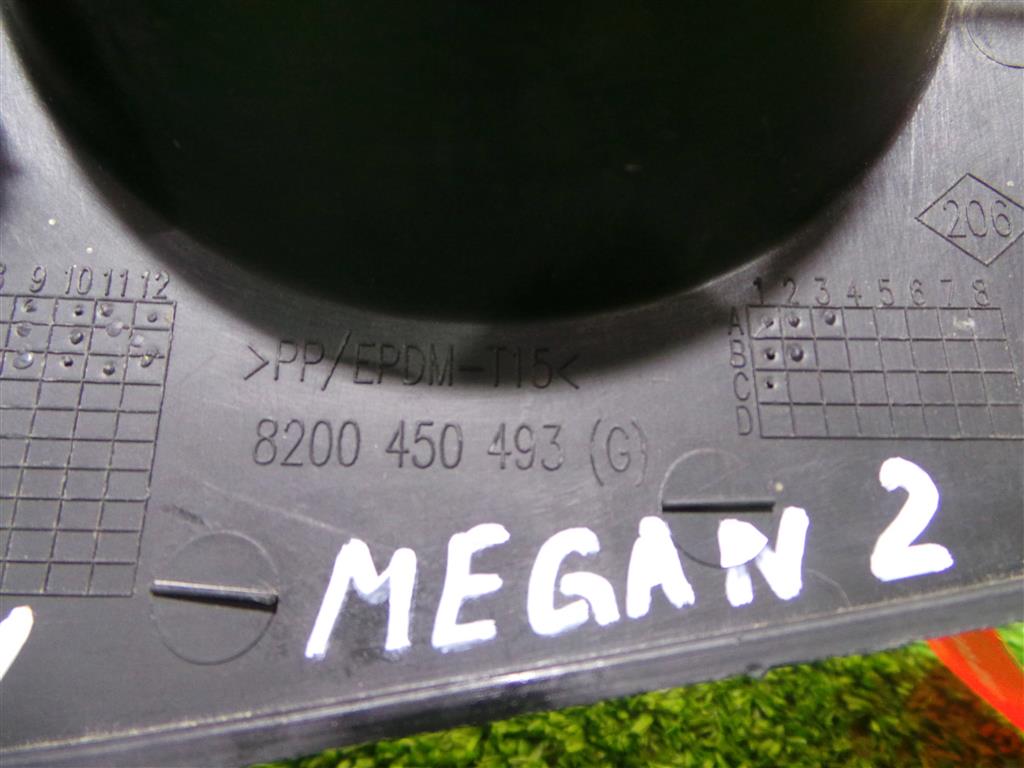 206
8 9 10 11 12
1 2 3 4 5 6 7 8
A
B
C
D
>PP/EPDM-T15<
8200 450 493 (G)
MEGAN 2